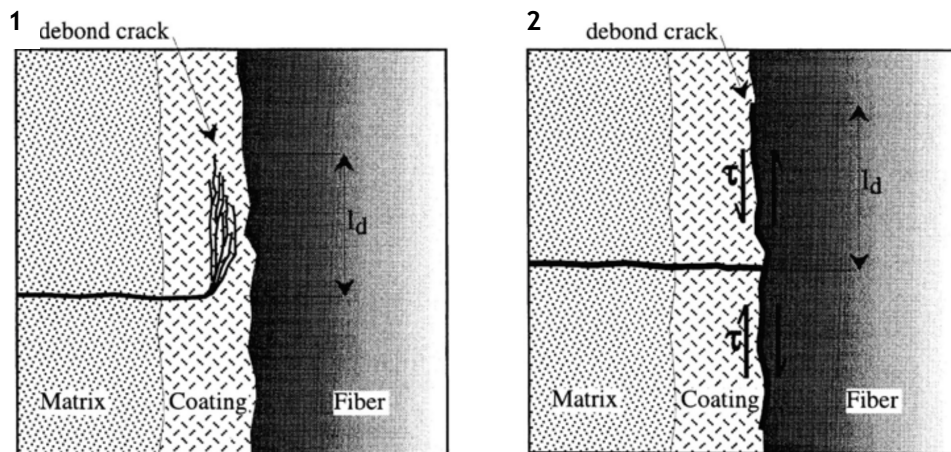 1
debond crack
l_d
Matrix
Coating
Fiber
2
debond crack
τ
l_d
τ
Matrix
Coating
Fiber